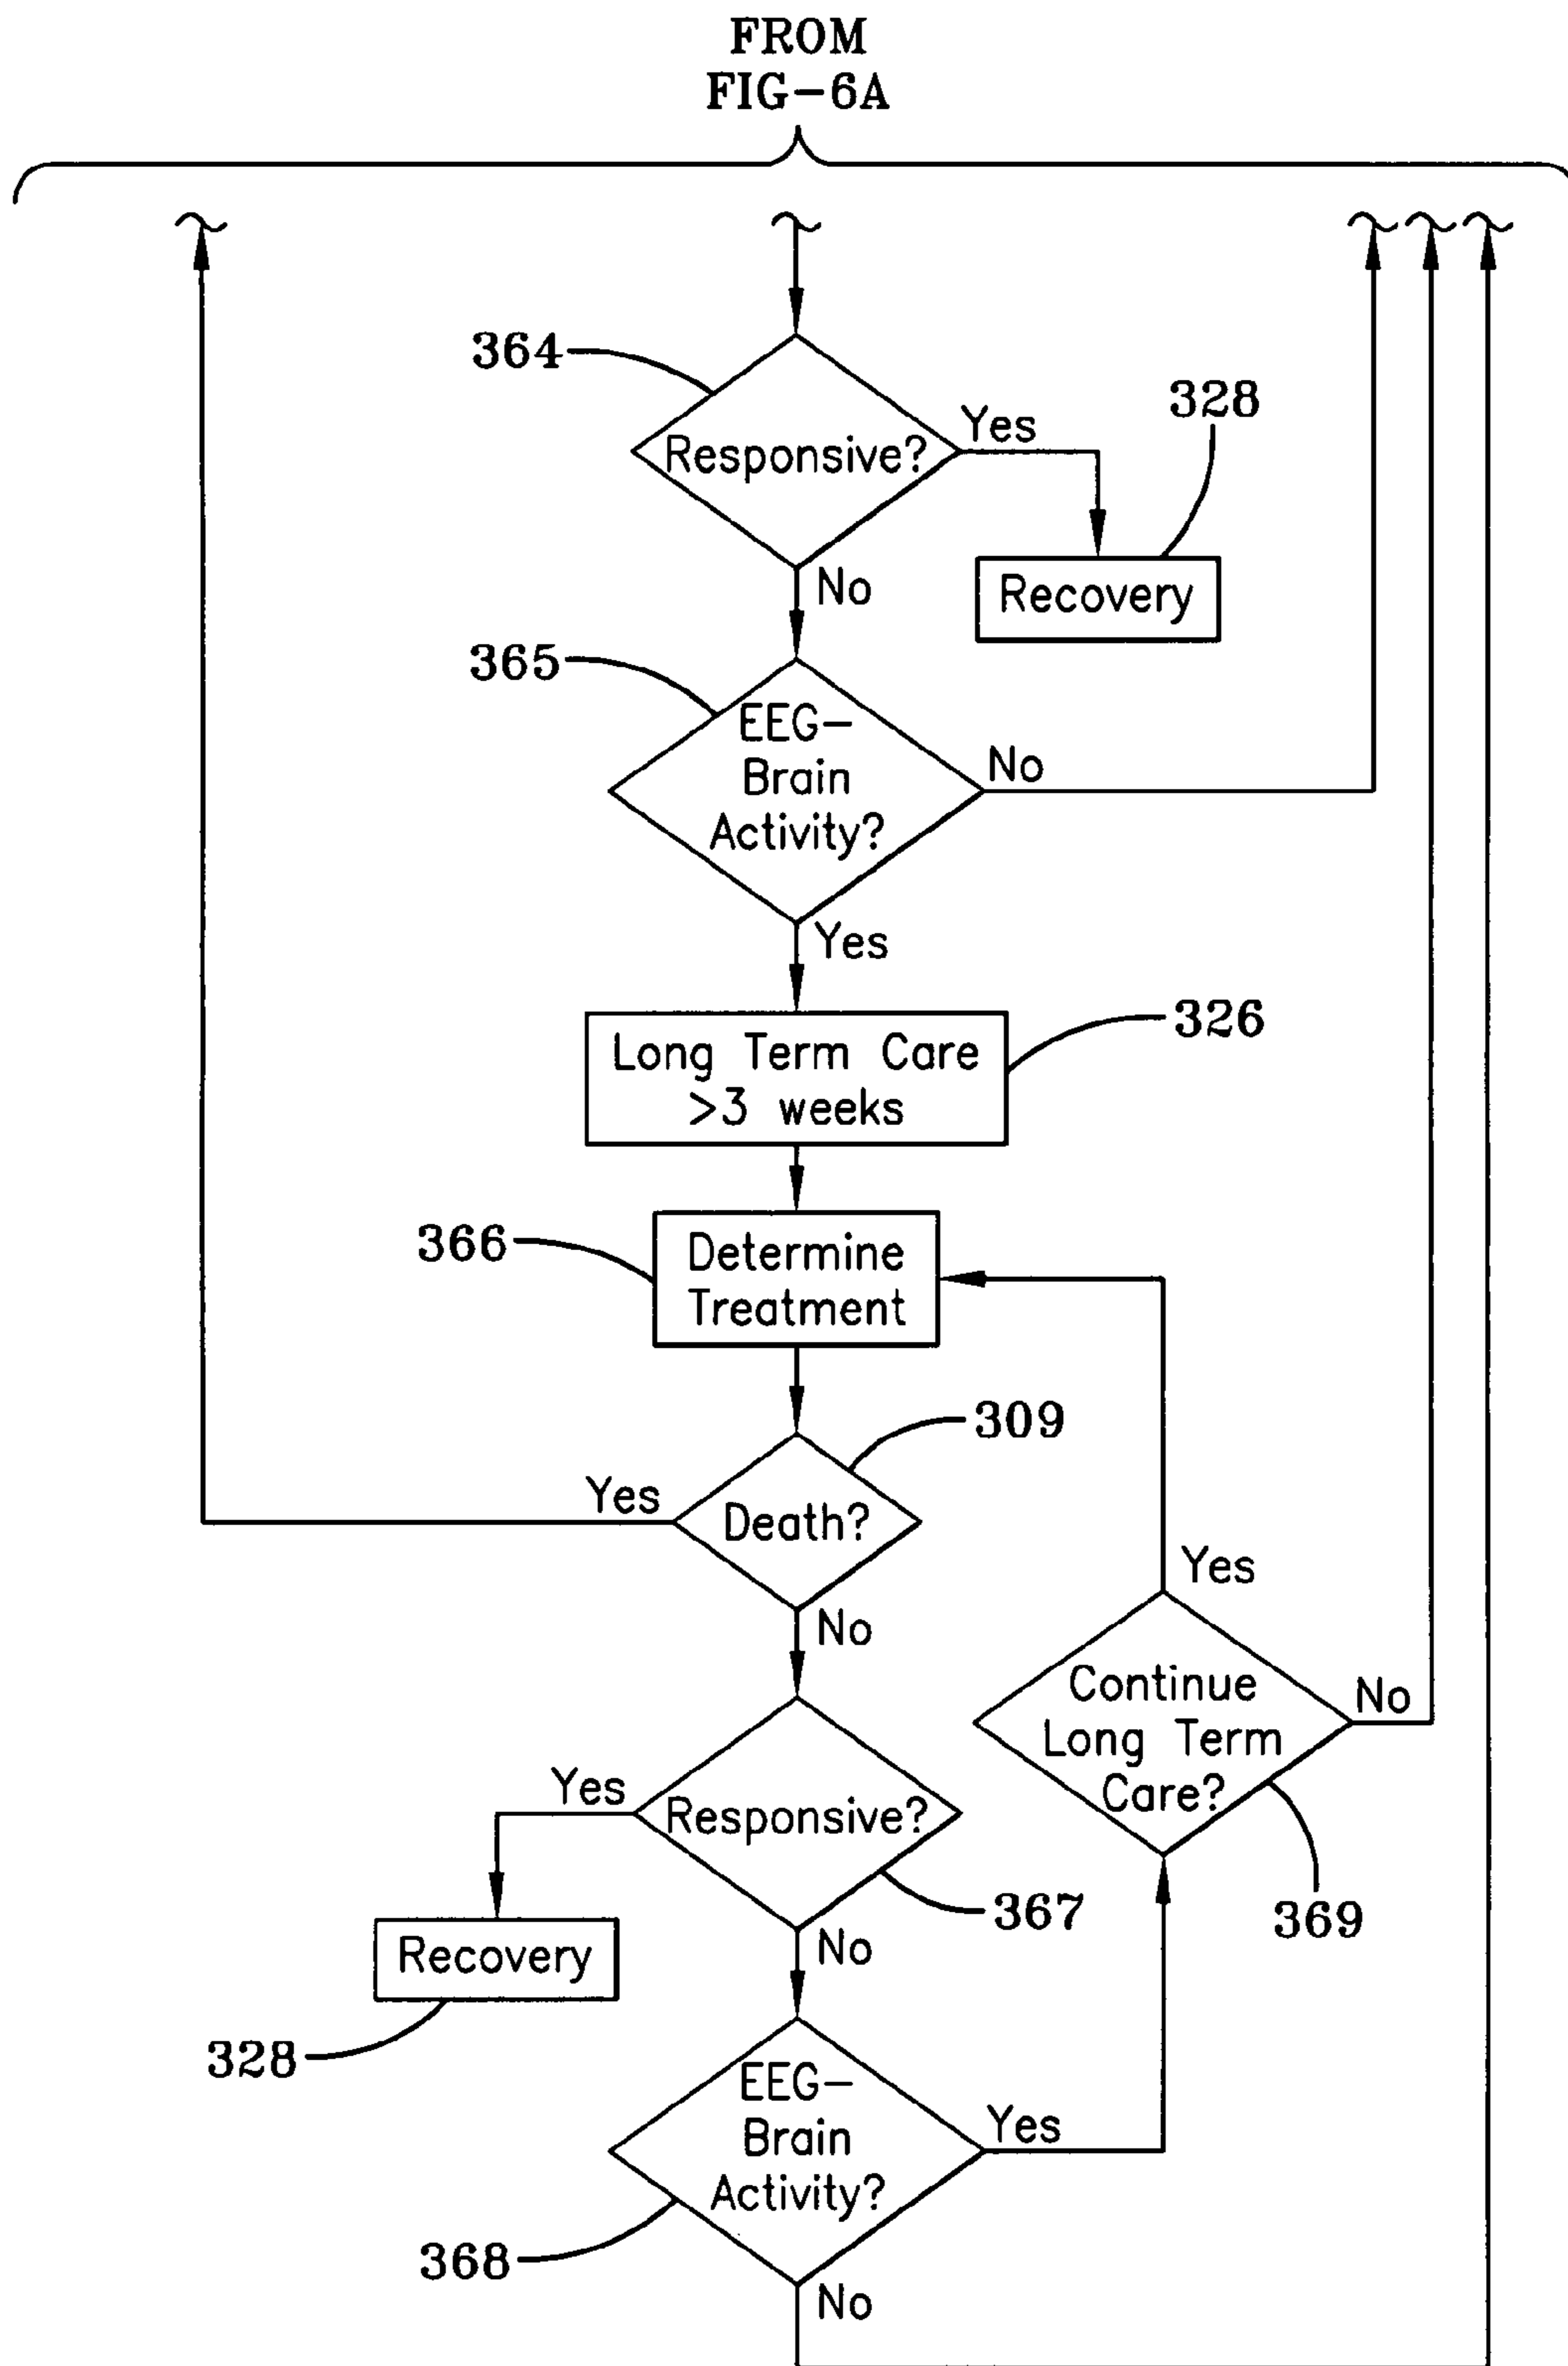 FROM
FIG-6A
364
Responsive?
Yes
328
Recovery
No
365
EEG-
Brain
Activity?
No
Yes
326
Long Term Care
>3 weeks
366
Determine
Treatment
309
Yes
Death?
No
Yes
Continue
Long Term
Care?
No
369
Yes
Responsive?
367
No
Recovery
328
EEG-
Brain
Activity?
Yes
368
No